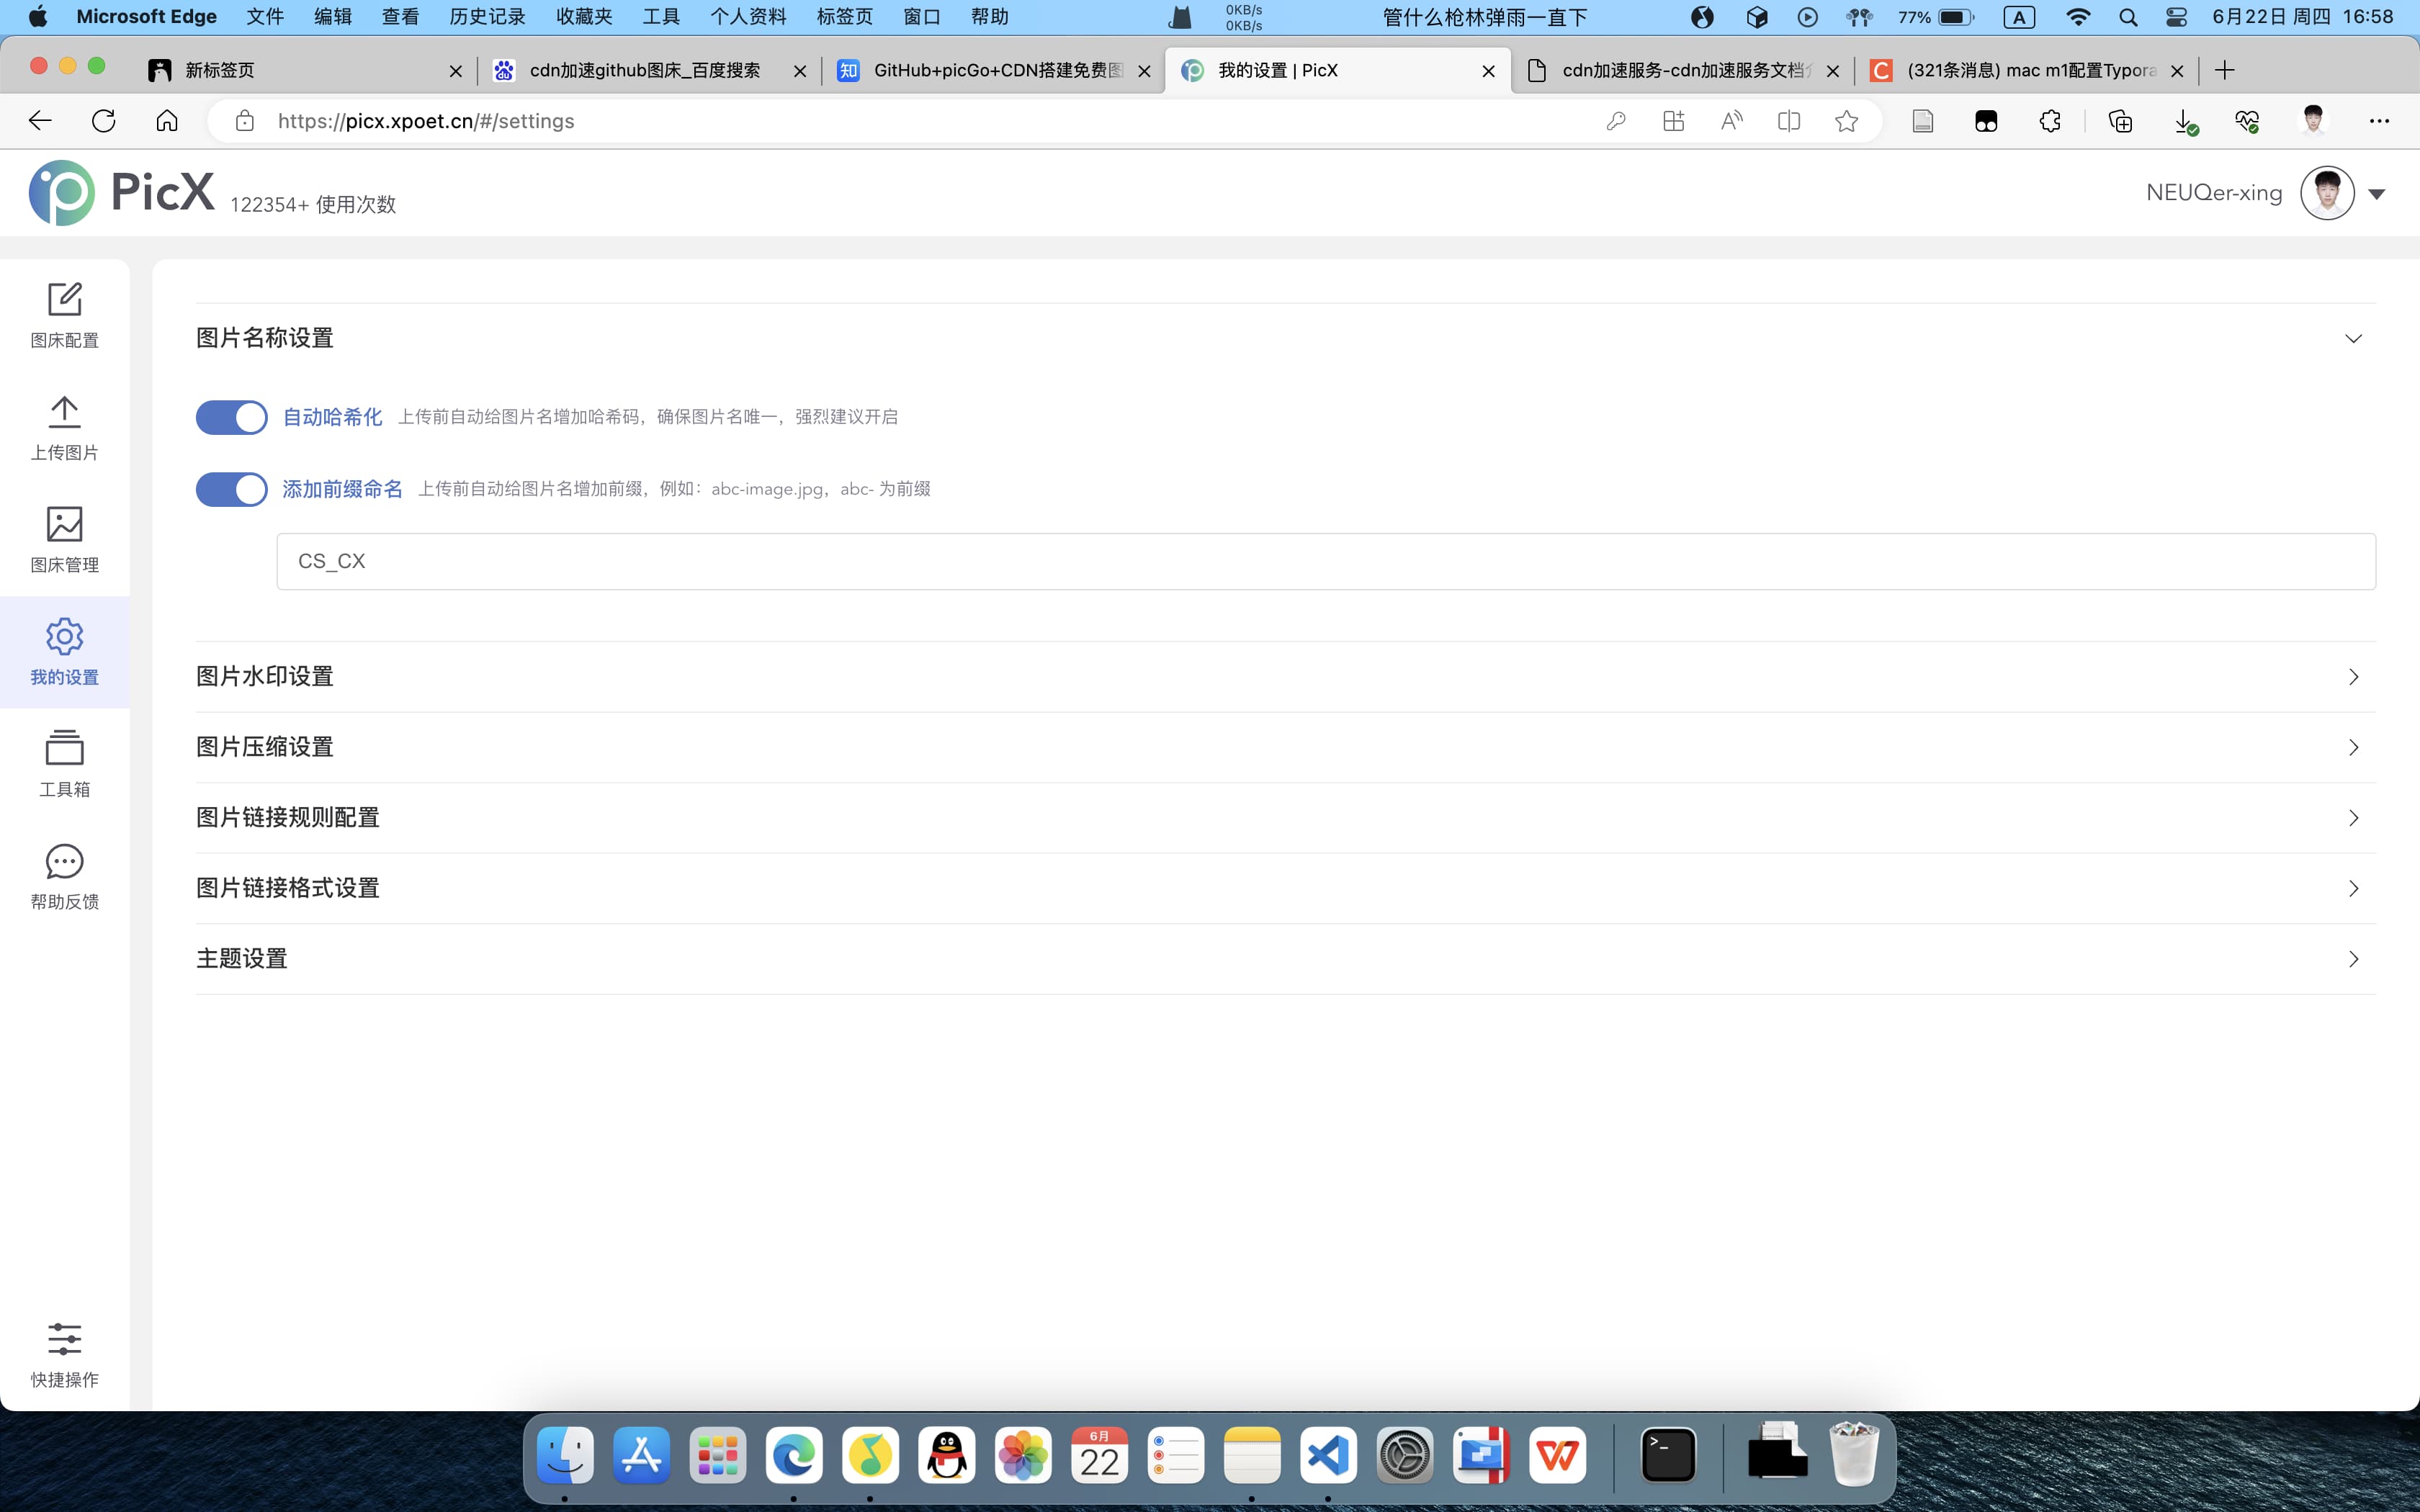 Microsoft Edge 文件 编辑 查看 历史记录 收藏夹 工具 个人资料 标签页 窗口 帮助 0KB/s 管什么枪林弹雨一直下 77% A 6月22日 周四 16:58
0KB/s
新标签页 cdn加速github图床_百度搜索 知 GitHub+picGo+CDN搭建免费图 我的设置 | PicX cdn加速服务-cdn加速服务文档 C (321条消息) mac m1配置Typora
https://picx.xpoet.cn/#/settings
PicX 122354+ 使用次数 NEUQer-xing
图床配置
上传图片
图床管理
我的设置
工具箱
帮助反馈
快捷操作
图片名称设置
自动哈希化 上传前自动给图片名增加哈希码，确保图片名唯一，强烈建议开启
添加前缀命名 上传前自动给图片名增加前缀，例如：abc-image.jpg，abc- 为前缀
CS_CX
图片水印设置
图片压缩设置
图片链接规则配置
图片链接格式设置
主题设置
6月
22